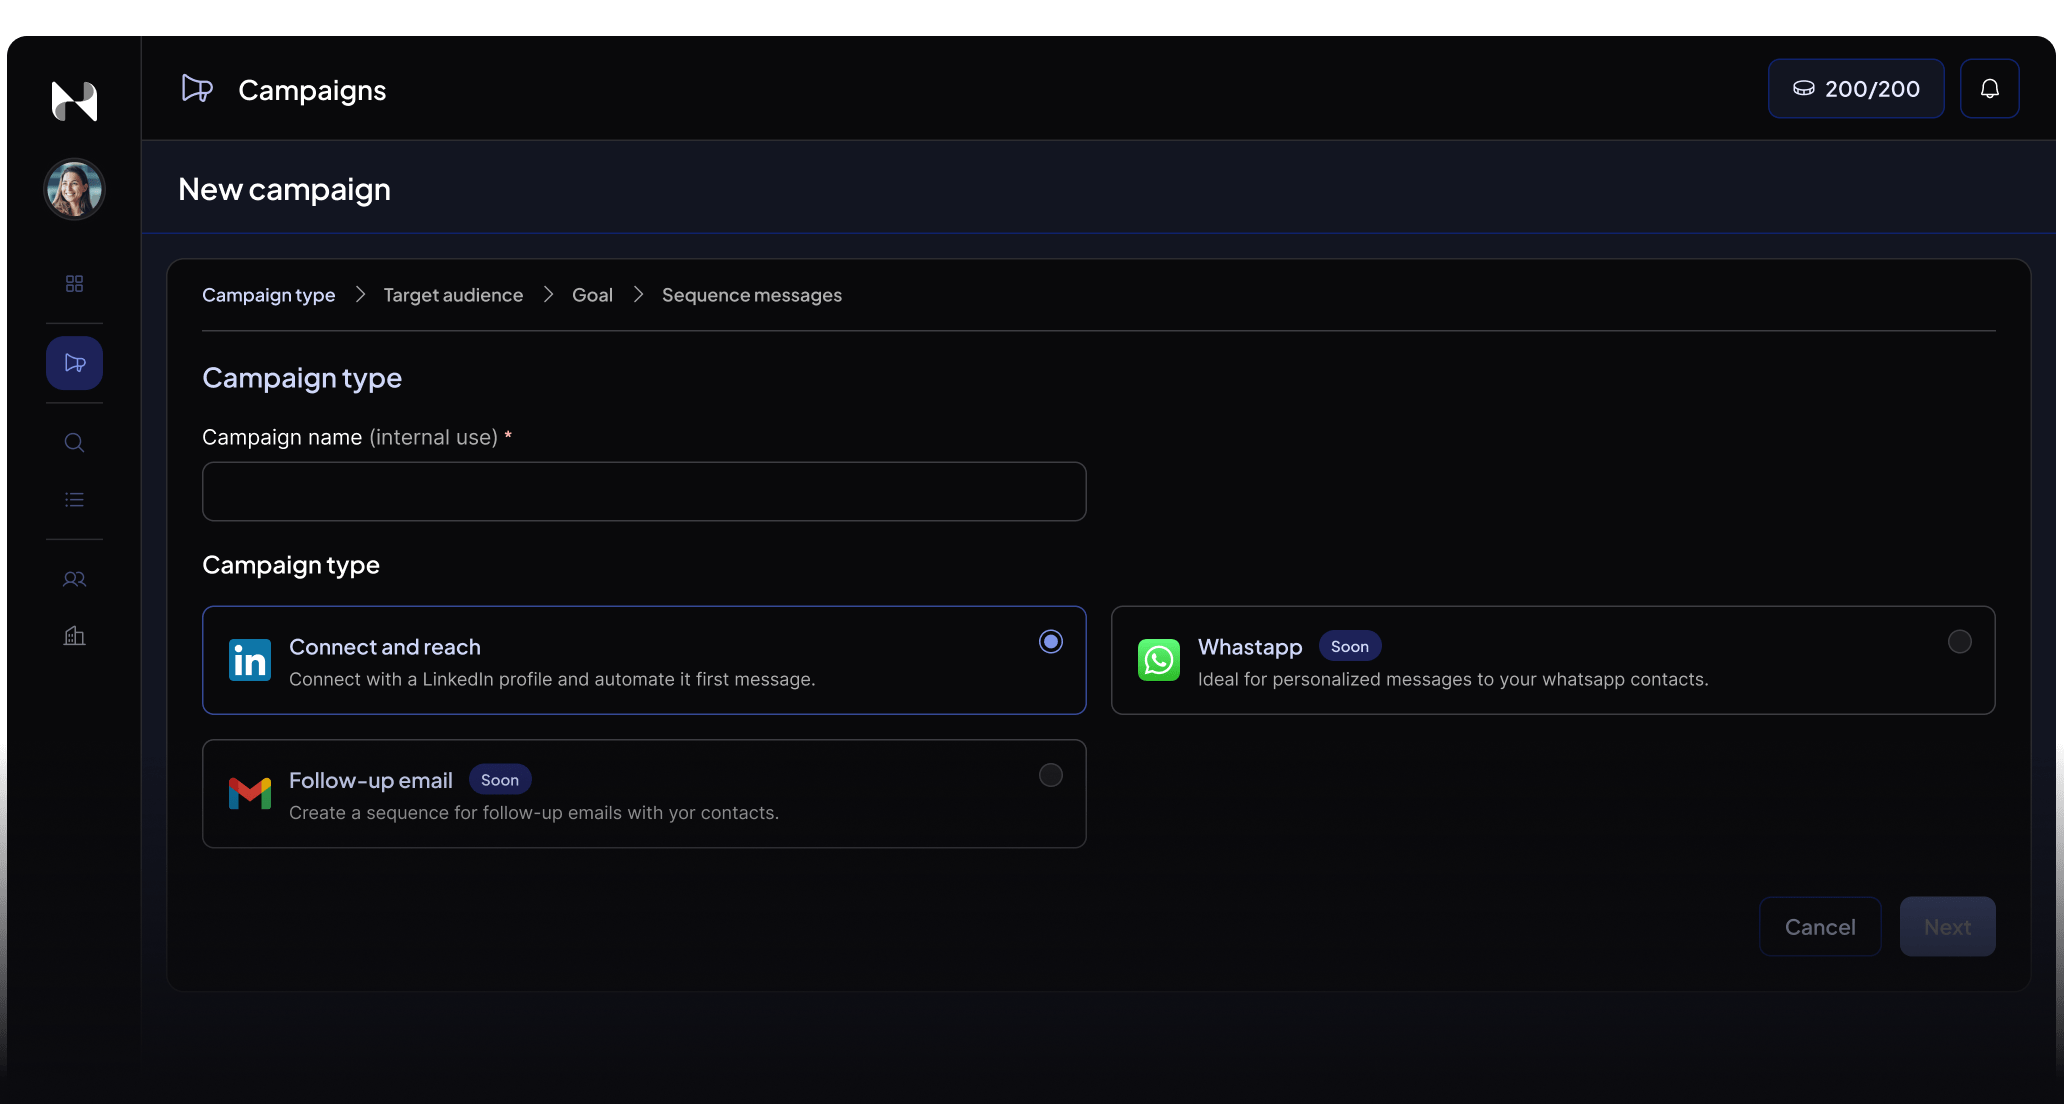 Campaigns
200/200
New campaign
Campaign type
Target audience
Goal
Sequence messages
Campaign type
Campaign name (internal use) *
Campaign type
in
Connect and reach
Connect with a LinkedIn profile and automate it first message.
Whastapp Soon
Ideal for personalized messages to your whatsapp contacts.
Follow-up email Soon
Create a sequence for follow-up emails with yor contacts.
Cancel
Next